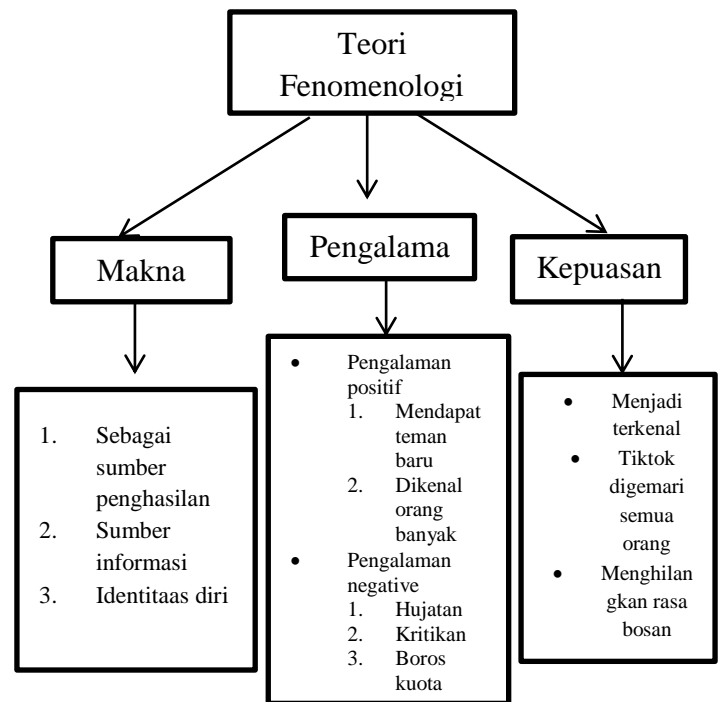 Teori
Fenomenologi
Makna
Pengalama
Kepuasan
1. Sebagai
sumber
penghasilan
2. Sumber
informasi
3. Identitaas diri
• Pengalaman
positif
1. Mendapat
teman
baru
2. Dikenal
orang
banyak
• Pengalaman
negative
1. Hujatan
2. Kritikan
3. Boros
kuota
• Menjadi
terkenal
• Tiktok
digemari
semua
orang
• Menghilan
gkan rasa
bosan